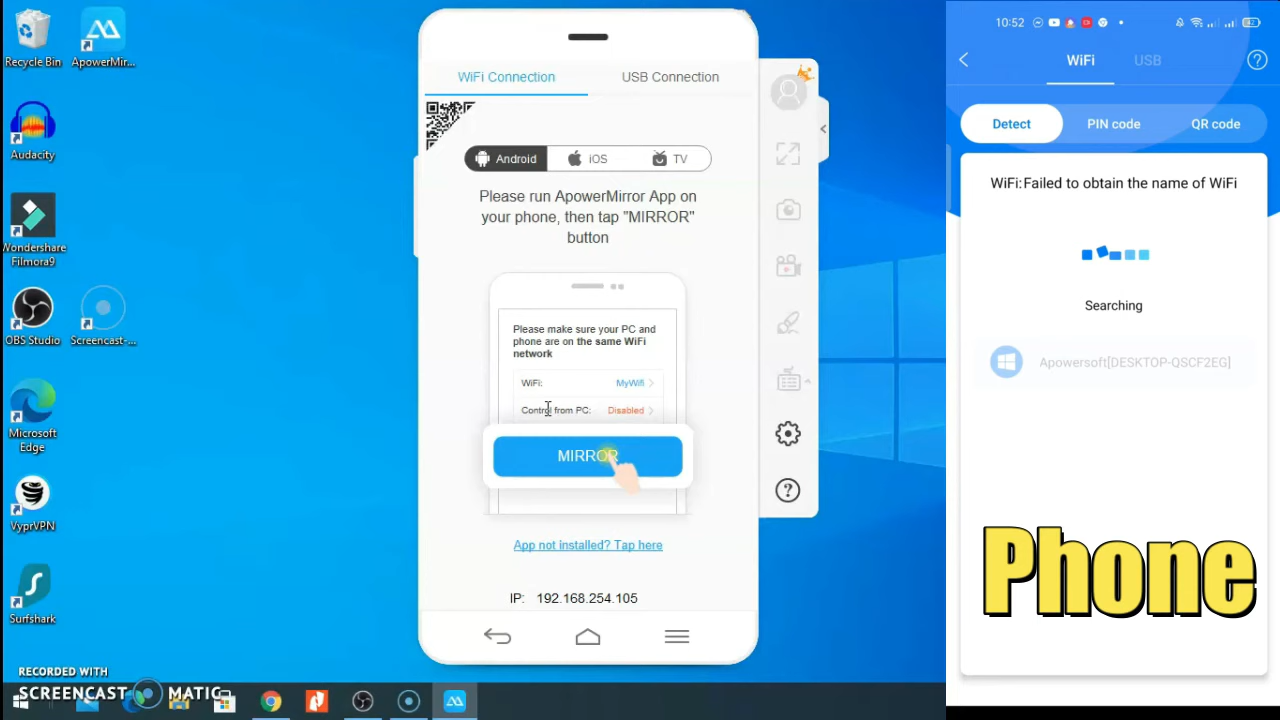 Recycle Bin
ApowerMir...
Audacity
Wondershare
Filmora9
OBS Studio
Screencast-...
Microsoft
Edge
VyprVPN
Surfshark
RECORDED WITH
SCREENCAST MATIC
WiFi Connection
USB Connection
Android
iOS
TV
Please run ApowerMirror App on
your phone, then tap "MIRROR"
button
Please make sure your PC and
phone are on the same WiFi
network
WiFi:
MyWifi
Control from PC:
Disabled
MIRROR
App not installed? Tap here
IP: 192.168.254.105
10:52
WiFi
USB
Detect
PIN code
QR code
WiFi:Failed to obtain the name of WiFi
Searching
Apowersoft[DESKTOP-QSCF2EG]
Phone